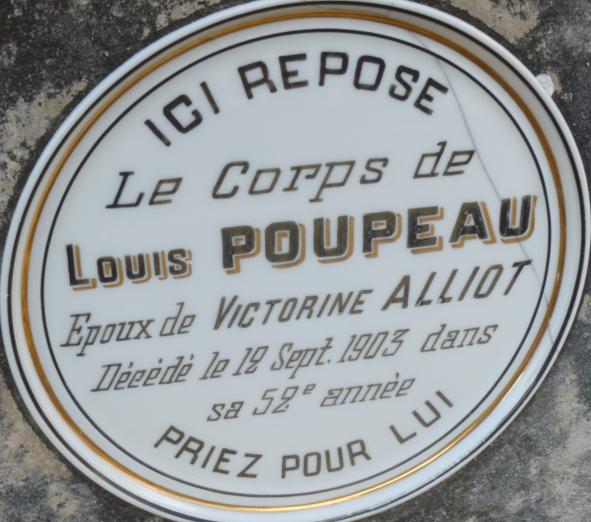 ICI REPOSE
Le Corps de
Louis POUPEAU
Epoux de VICTORINE ALLIOT
Décédé le 12 Sept. 1903 dans
sa 52e année
PRIEZ POUR LUI